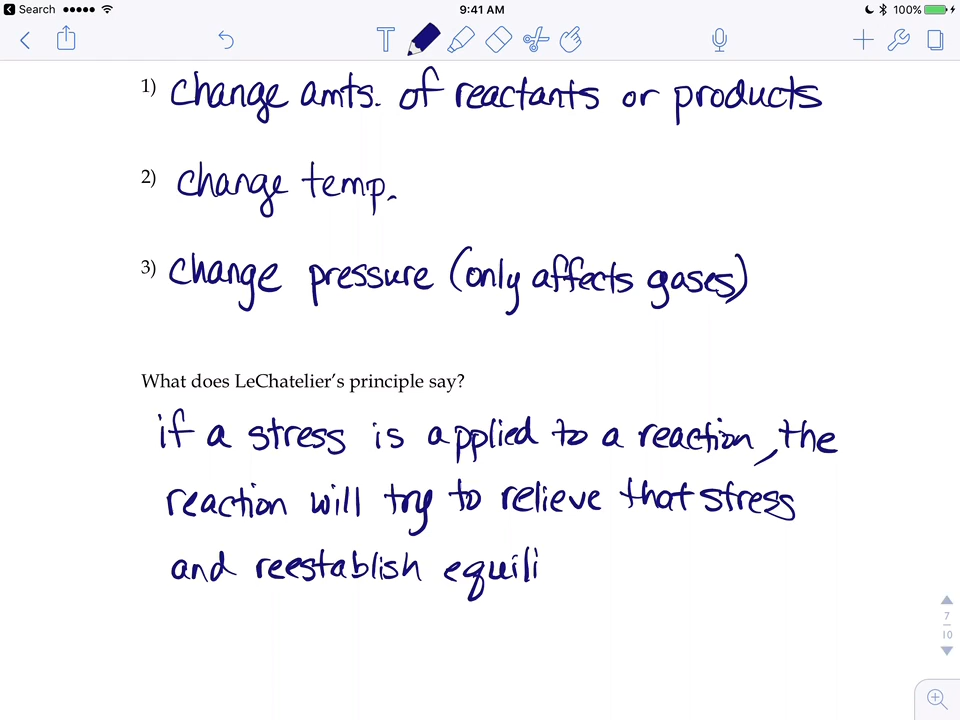 Search 9:41 AM 100%
T
1) change amts. of reactants or products
2) change temp.
3) change pressure (only affects gases)
What does LeChatelier's principle say?
if a stress is applied to a reaction, the
reaction will try to relieve that stress
and reestablish equili
7
10